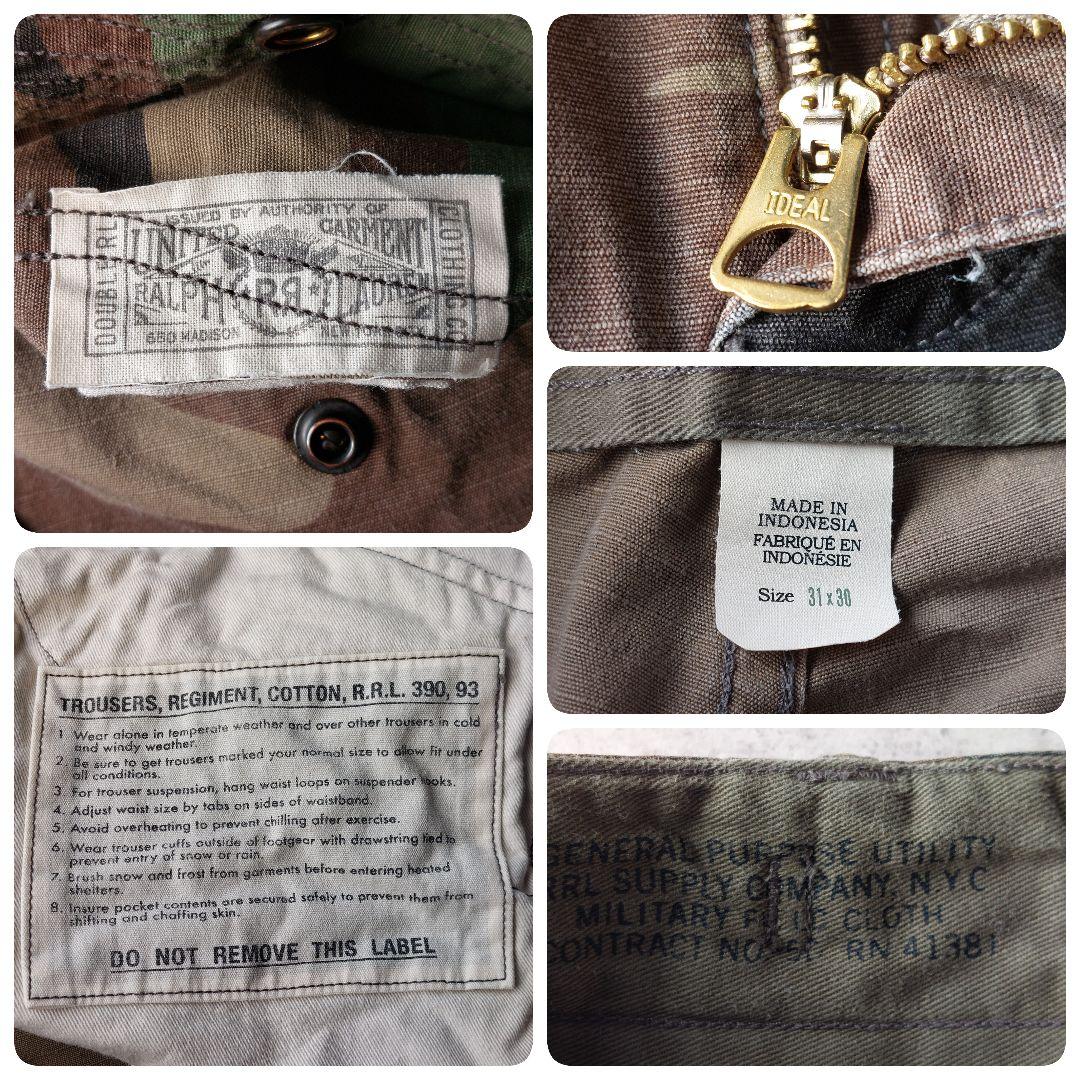 ISSUED BY AUTHORITY OF
UNITED GARMENT
RALPH RRL LAUREN
650 MADISON
DOUBLE RL
CLOTHING CO
IDEAL
MADE IN
INDONESIA
FABRIQUÉ EN
INDONÉSIE
Size 31 x 30
TROUSERS, REGIMENT, COTTON, R.R.L. 390, 93
1 Wear alone in temperate weather and over other trousers in cold
and windy weather.
2. Be sure to get trousers marked your normal size to allow fit under
all conditions.
3. For trouser suspension, hang waist loops on suspender hooks.
4. Adjust waist size by tabs on sides of waistband.
5. Avoid overheating to prevent chilling after exercise.
6. Wear trouser cuffs outside of footgear with drawstring tied to
prevent entry of snow or rain.
7. Brush snow and frost from garments before entering heated
shelters.
8. Insure pocket contents are secured safely to prevent them from
shifting and chaffing skin.
DO NOT REMOVE THIS LABEL
GENERAL PURPOSE UTILITY
RRL SUPPLY COMPANY, NYC
MILITARY CLOTH
CONTRACT NO RN 41381